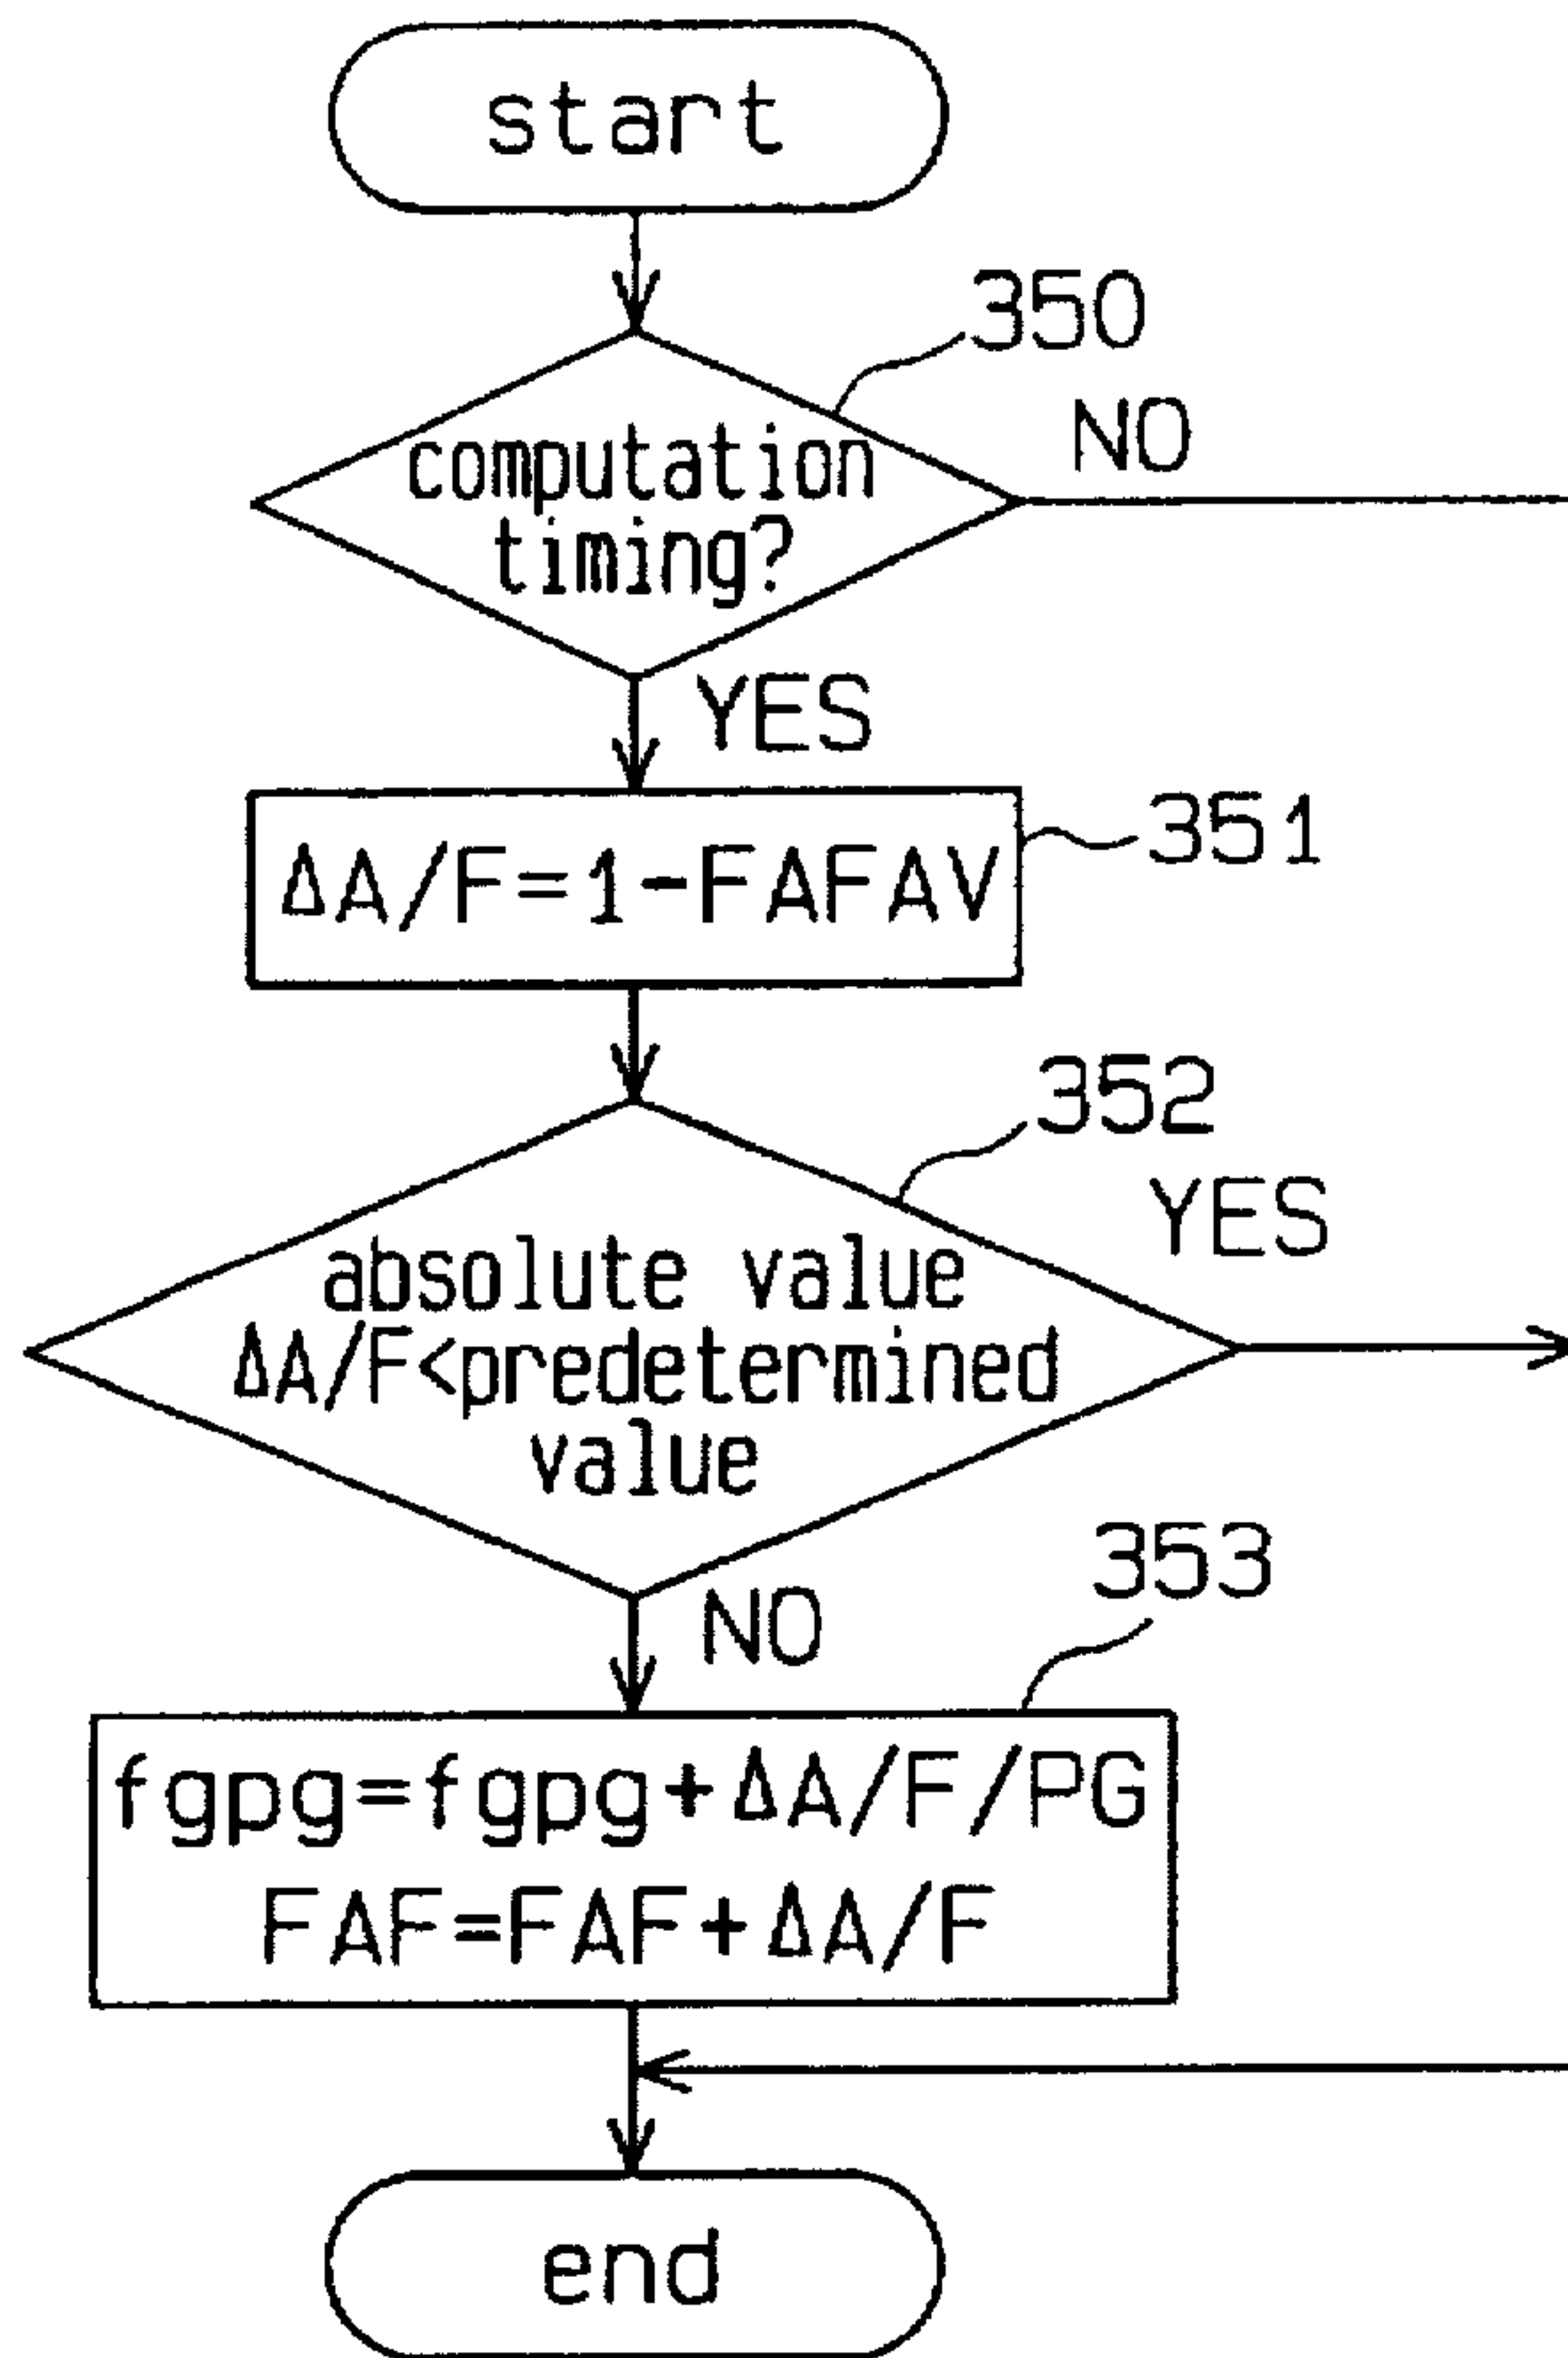 start
350
NO
computation
timing?
YES
351
ΔA/F=1-FAFAV
352
YES
absolute value
ΔA/F<predetermined
value
353
NO
fgpg=fgpg+ΔA/F/PG
FAF=FAF+ΔA/F
end